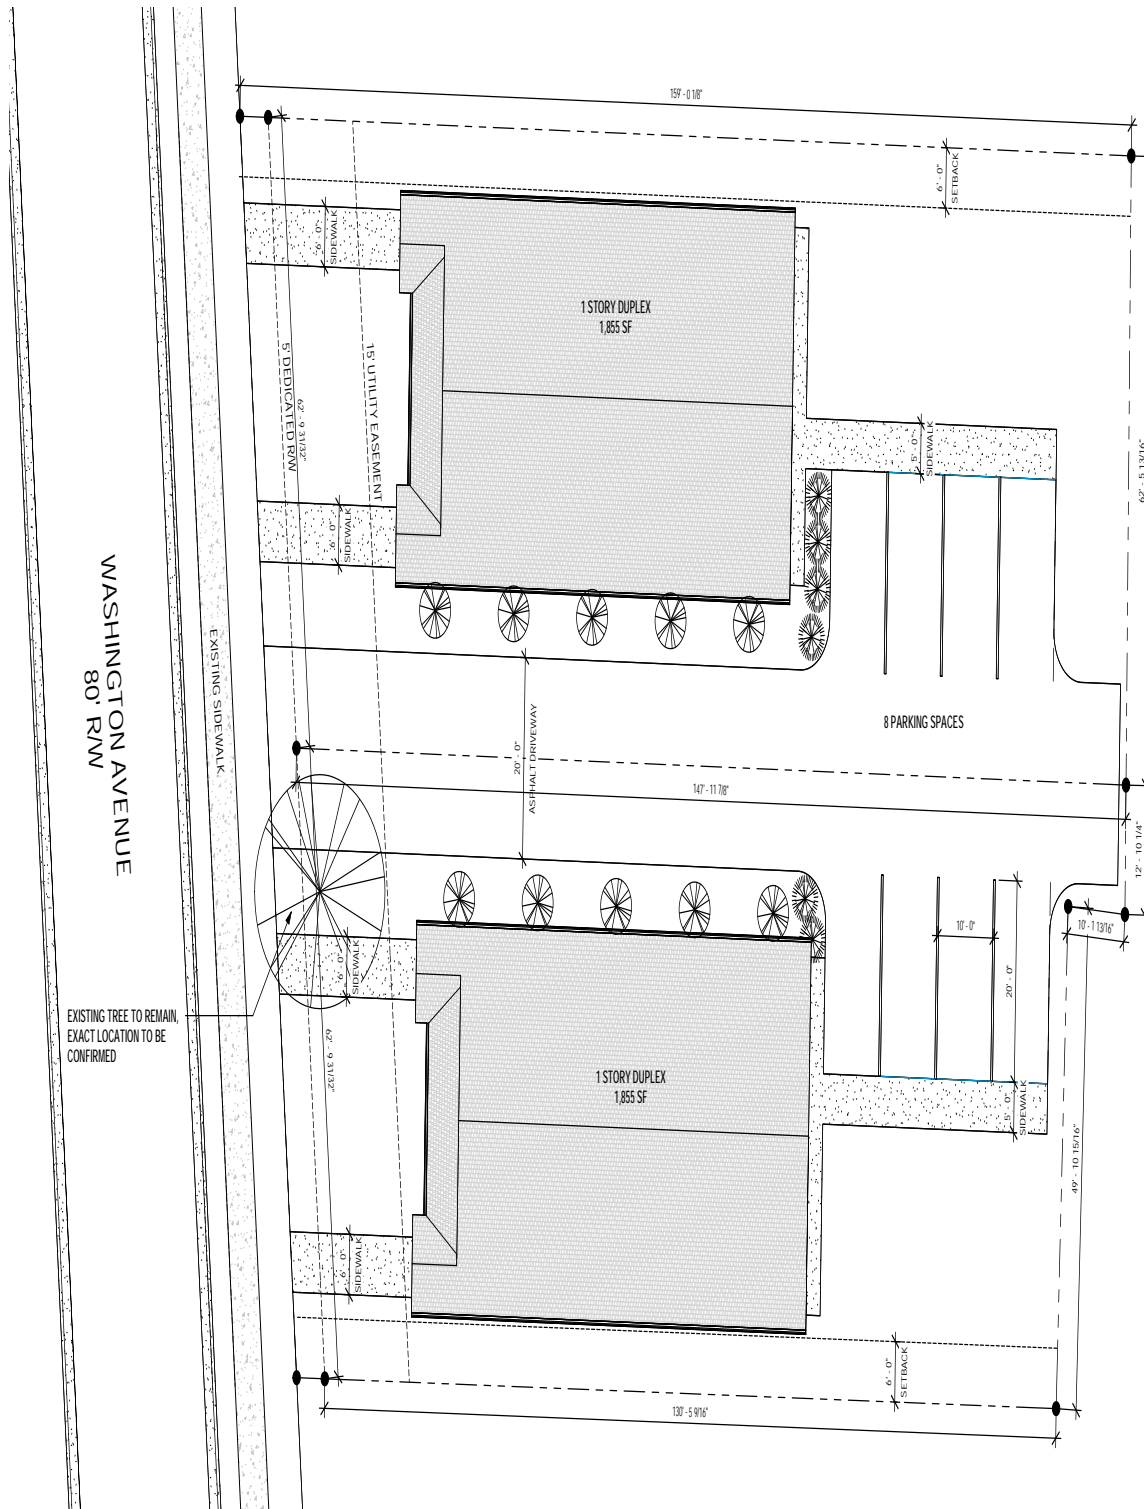 159' - 0 1/8"
6' - 0"
SETBACK
6' - 0"
SIDEWALK
1 STORY DUPLEX
1,855 SF
5' DEDICATED R/W
62' - 9 31/32"
15' UTILITY EASEMENT
5' - 0"
SIDEWALK
62' - 5 13/16"
6' - 0"
SIDEWALK
WASHINGTON AVENUE
80' R/W
EXISTING SIDEWALK
20' - 0"
ASPHALT DRIVEWAY
8 PARKING SPACES
147' - 11 7/8"
12' - 10 1/4"
10' - 1 13/16"
10' - 0"
20' - 0"
6' - 0"
SIDEWALK
EXISTING TREE TO REMAIN,
EXACT LOCATION TO BE
CONFIRMED
62' - 9 31/32"
1 STORY DUPLEX
1,855 SF
5' - 0"
SIDEWALK
49' - 10 15/16"
6' - 0"
SIDEWALK
6' - 0"
SETBACK
130' - 5 9/16"